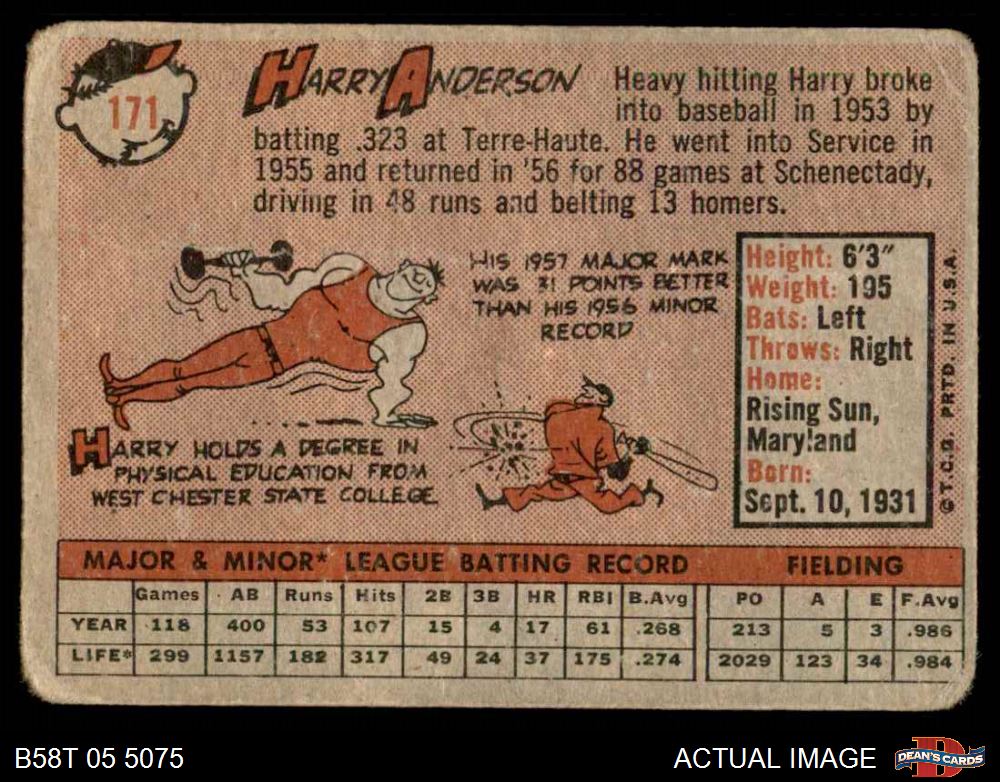 171
HARRY ANDERSON
Heavy hitting Harry broke
into baseball in 1953 by
batting .323 at Terre-Haute. He went into Service in
1955 and returned in '56 for 88 games at Schenectady,
driving in 48 runs and belting 13 homers.
HIS 1957 MAJOR MARK
WAS 31 POINTS BETTER
THAN HIS 1956 MINOR
RECORD
HARRY HOLDS A DEGREE IN
PHYSICAL EDUCATION FROM
WEST CHESTER STATE COLLEGE.
Height: 6'3"
Weight: 195
Bats: Left
Throws: Right
Home:
Rising Sun,
Maryland
Born:
Sept. 10, 1931
© T.C.G. PRTD. IN U.S.A.
MAJOR & MINOR* LEAGUE BATTING RECORD FIELDING
Games AB Runs Hits 2B 3B HR RBI B.Avg PO A E F.Avg
YEAR 118 400 53 107 15 4 17 61 .268 213 5 3 .986
LIFE* 299 1157 182 317 49 24 37 175 .274 2029 123 34 .984
B58T 05 5075
ACTUAL IMAGE
D
DEAN'S CARDS